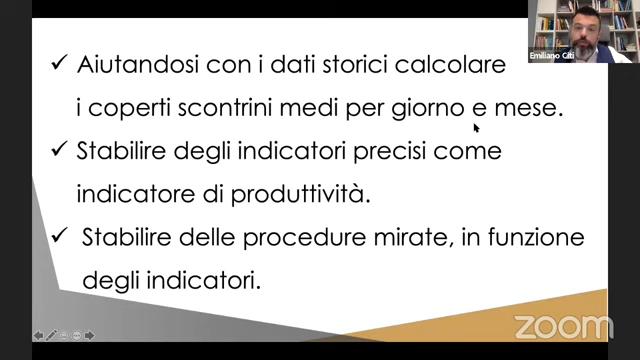 Emiliano Citi
✓ Aiutandosi con i dati storici calcolare
i coperti scontrini medi per giorno e mese.
✓ Stabilire degli indicatori precisi come
indicatore di produttività.
✓ Stabilire delle procedure mirate, in funzione
degli indicatori.
zoom